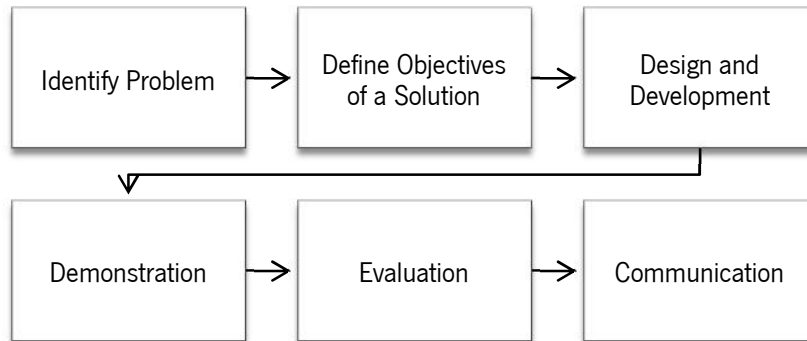 Identify Problem
Define Objectives
of a Solution
Design and
Development
Demonstration
Evaluation
Communication